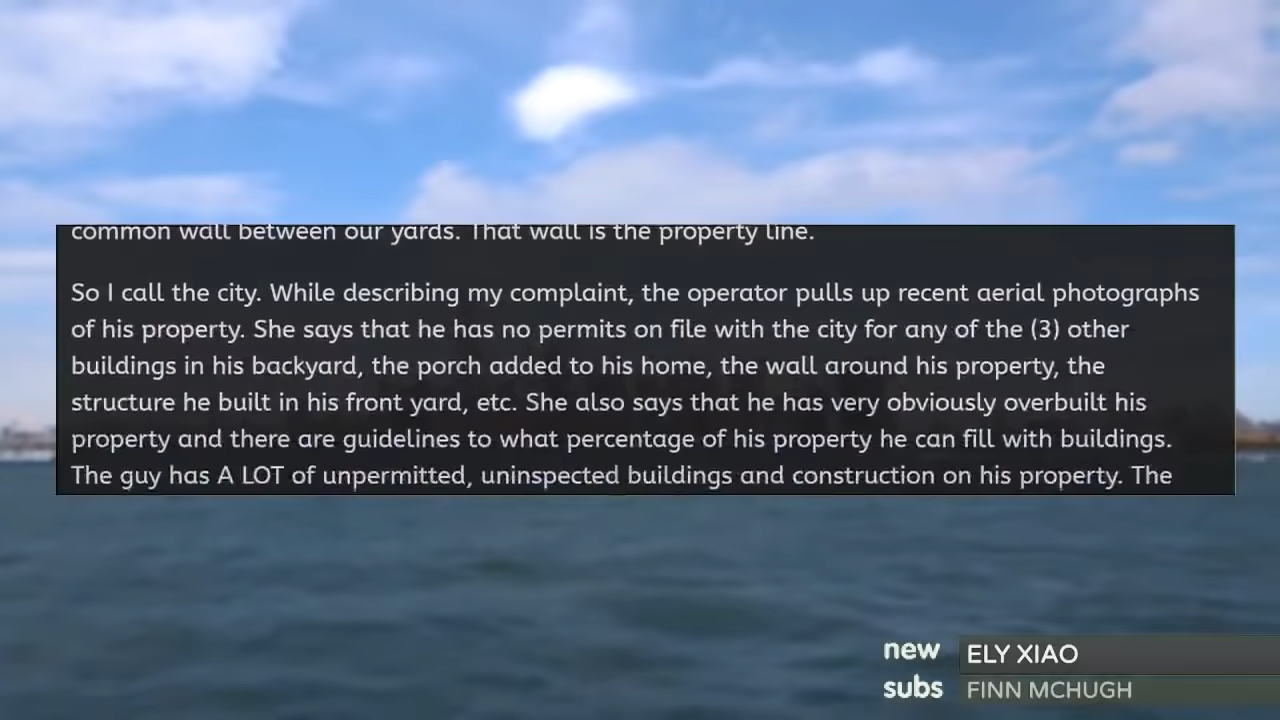 common wall between our yards. That wall is the property line.
So I call the city. While describing my complaint, the operator pulls up recent aerial photographs
of his property. She says that he has no permits on file with the city for any of the (3) other
buildings in his backyard, the porch added to his home, the wall around his property, the
structure he built in his front yard, etc. She also says that he has very obviously overbuilt his
property and there are guidelines to what percentage of his property he can fill with buildings.
The guy has A LOT of unpermitted, uninspected buildings and construction on his property. The
new ELY XIAO
subs FINN MCHUGH